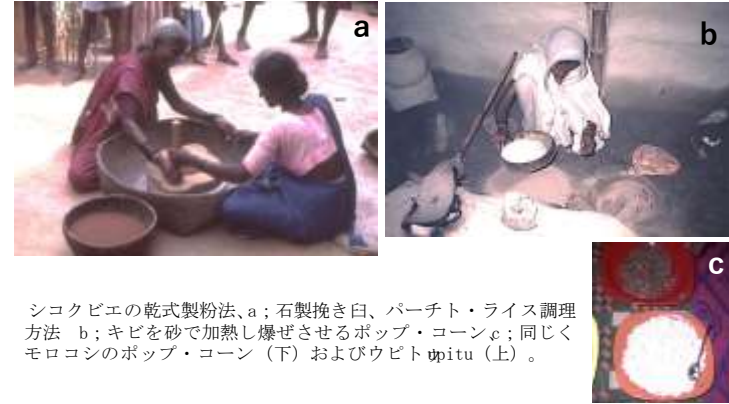 a
b
c
シコクビエの乾式製粉法、a；石製挽き臼、パーチト・ライス調理
方法　b；キビを砂で加熱し爆ぜさせるポップ・コーン、c；同じく
モロコシのポップ・コーン（下）およびウピト upitu（上）。